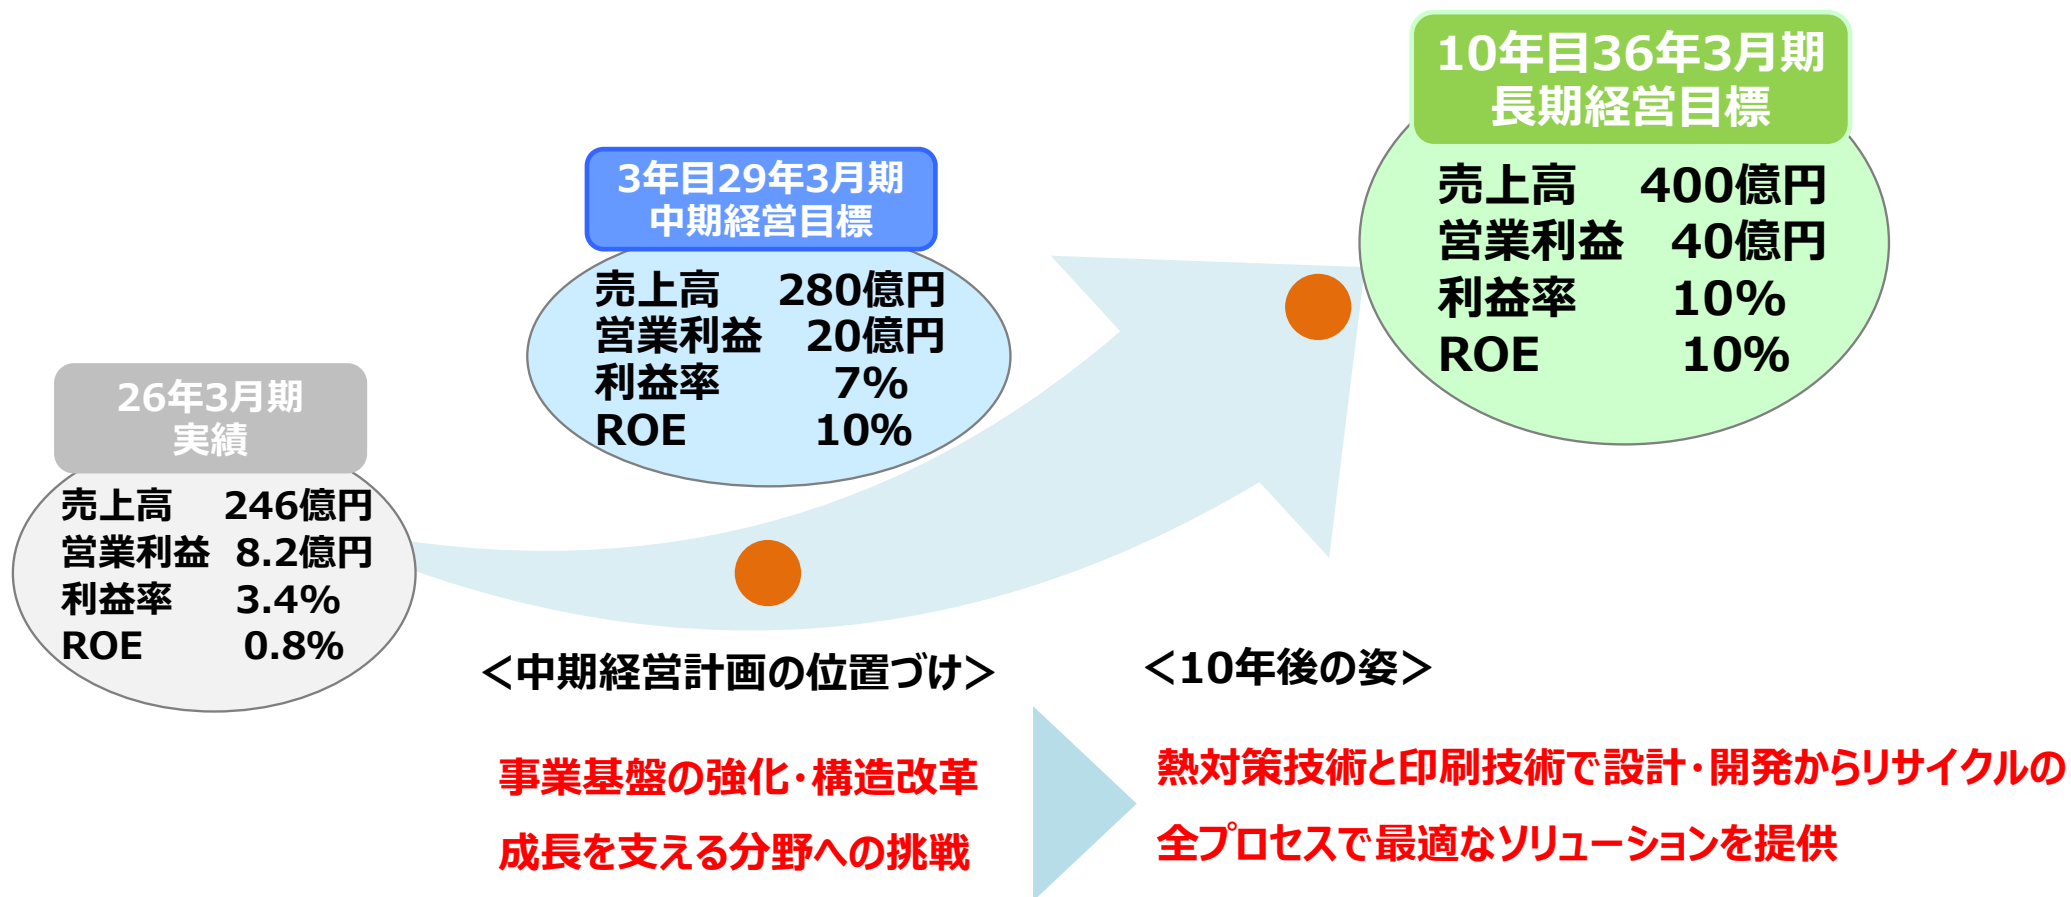 26年3月期
実績
売上高 246億円
営業利益 8.2億円
利益率 3.4%
ROE 0.8%
3年目29年3月期
中期経営目標
売上高 280億円
営業利益 20億円
利益率 7%
ROE 10%
10年目36年3月期
長期経営目標
売上高 400億円
営業利益 40億円
利益率 10%
ROE 10%
＜中期経営計画の位置づけ＞
事業基盤の強化・構造改革
成長を支える分野への挑戦
＜10年後の姿＞
熱対策技術と印刷技術で設計・開発からリサイクルの
全プロセスで最適なソリューションを提供